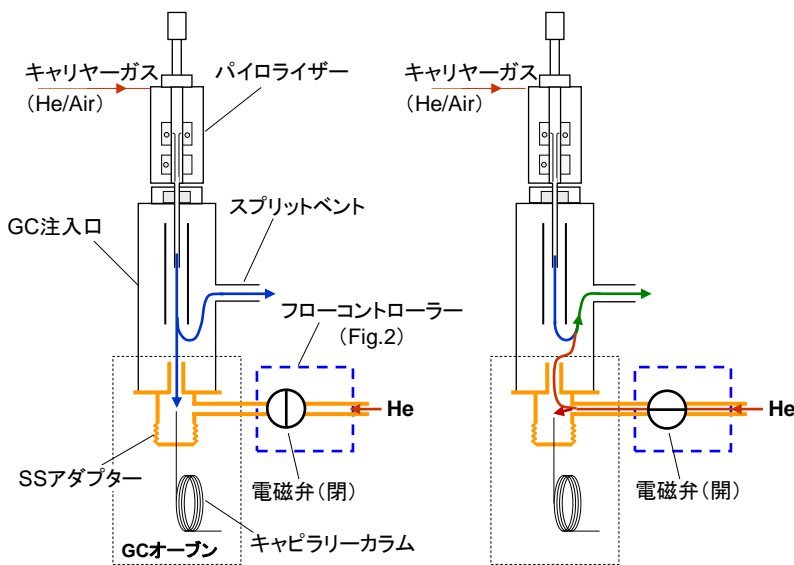 キャリヤーガス
(He/Air)
パイロライザー
スプリットベント
GC注入口
フローコントローラー
(Fig.2)
He
SSアダプター
電磁弁(閉)
キャピラリーカラム
GCオーブン
キャリヤーガス
(He/Air)
He
電磁弁(開)